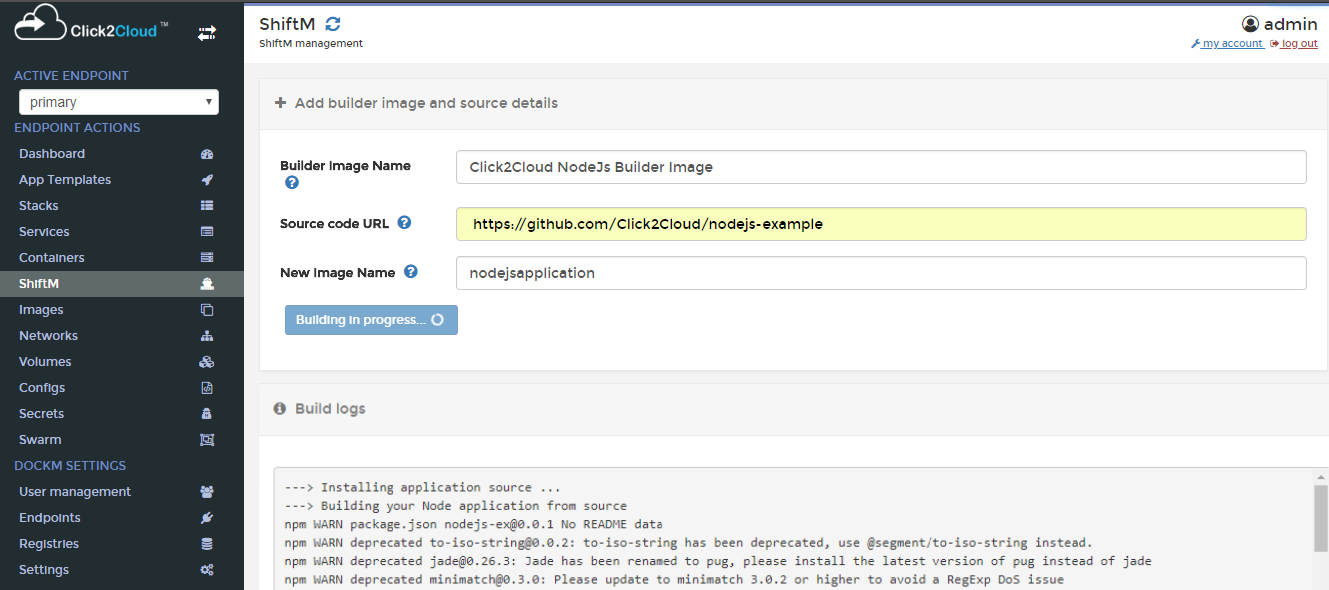 Click2Cloud™
ACTIVE ENDPOINT
primary
ENDPOINT ACTIONS
Dashboard
App Templates
Stacks
Services
Containers
ShiftM
Images
Networks
Volumes
Configs
Secrets
Swarm
DOCKM SETTINGS
User management
Endpoints
Registries
Settings
ShiftM
ShiftM management
admin
my account log out
Add builder image and source details
Builder Image Name
Click2Cloud NodeJs Builder Image
Source code URL
https://github.com/Click2Cloud/nodejs-example
New Image Name
nodejsapplication
Building in progress...
Build logs
---> Installing application source ...
---> Building your Node application from source
npm WARN package.json nodejs-ex@0.0.1 No README data
npm WARN deprecated to-iso-string@0.0.2: to-iso-string has been deprecated, use @segment/to-iso-string instead.
npm WARN deprecated jade@0.26.3: Jade has been renamed to pug, please install the latest version of pug instead of jade
npm WARN deprecated minimatch@0.3.0: Please update to minimatch 3.0.2 or higher to avoid a RegExp DoS issue